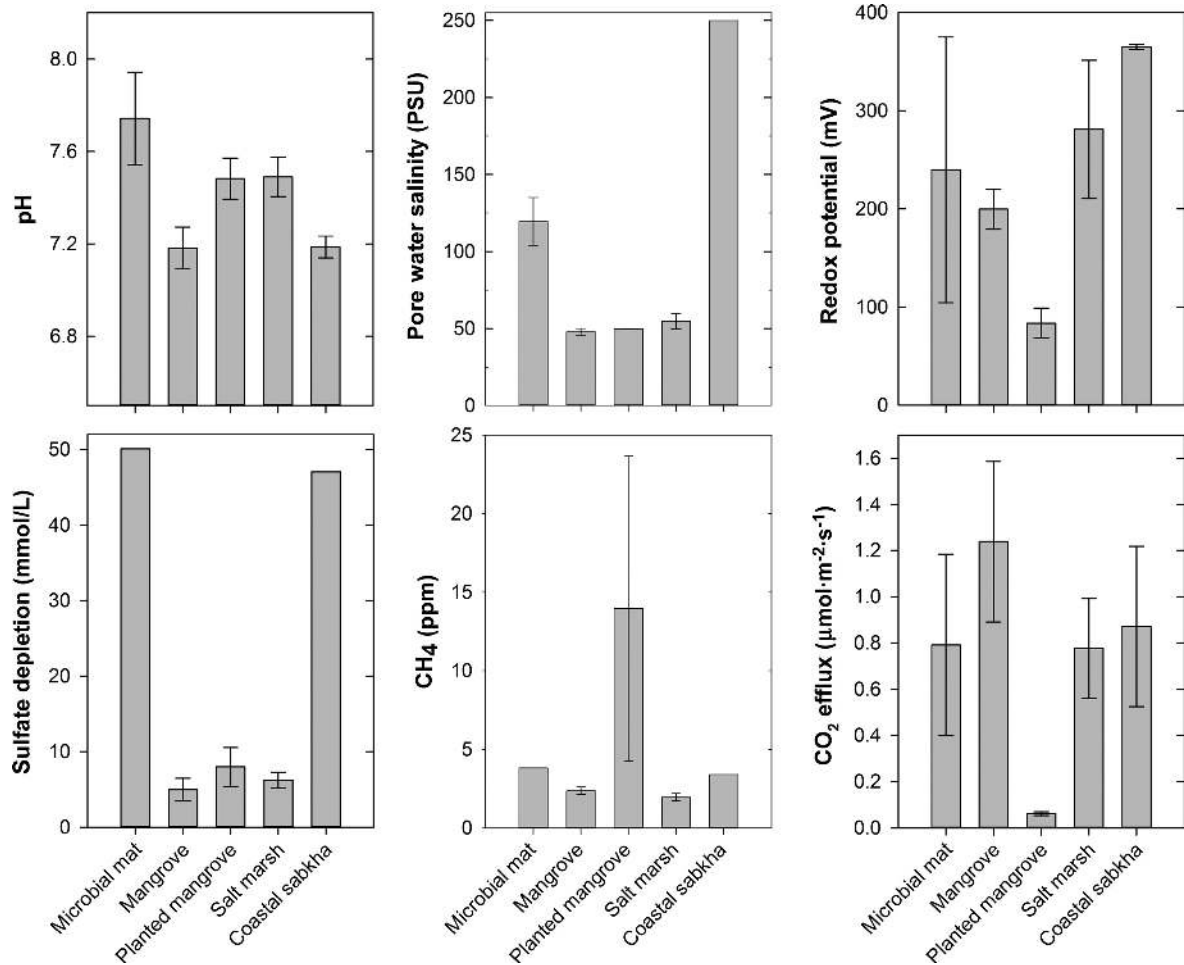 pH
8.0
7.6
7.2
6.8
Pore water salinity (PSU)
250
200
150
100
50
0
Redox potential (mV)
400
300
200
100
0
Sulfate depletion (mmol/L)
50
40
30
20
10
0
CH4 (ppm)
25
20
15
10
5
0
CO₂ efflux (μmol·m⁻²·s⁻¹)
1.6
1.4
1.2
1.0
0.8
0.6
0.4
0.2
0.0
Microbial mat
Mangrove
Planted mangrove
Salt marsh
Coastal sabkha
Microbial mat
Mangrove
Planted mangrove
Salt marsh
Coastal sabkha
Microbial mat
Mangrove
Planted mangrove
Salt marsh
Coastal sabkha